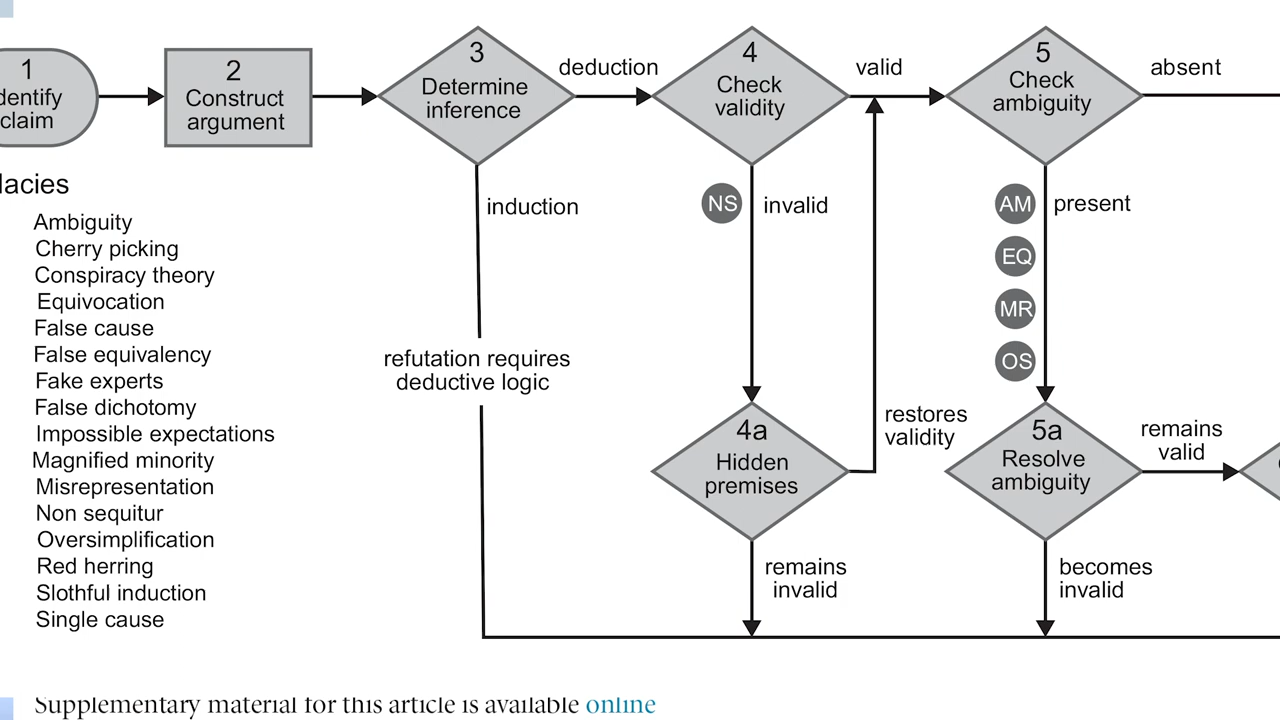 1
dentify
claim
2
Construct
argument
3
Determine
inference
deduction
4
Check
validity
valid
5
Check
ambiguity
absent
lacies
Ambiguity
Cherry picking
Conspiracy theory
Equivocation
False cause
False equivalency
Fake experts
False dichotomy
Impossible expectations
Magnified minority
Misrepresentation
Non sequitur
Oversimplification
Red herring
Slothful induction
Single cause
induction
refutation requires
deductive logic
NS
invalid
AM
present
EQ
MR
OS
restores
validity
4a
Hidden
premises
5a
Resolve
ambiguity
remains
valid
remains
invalid
becomes
invalid
Supplementary material for this article is available online